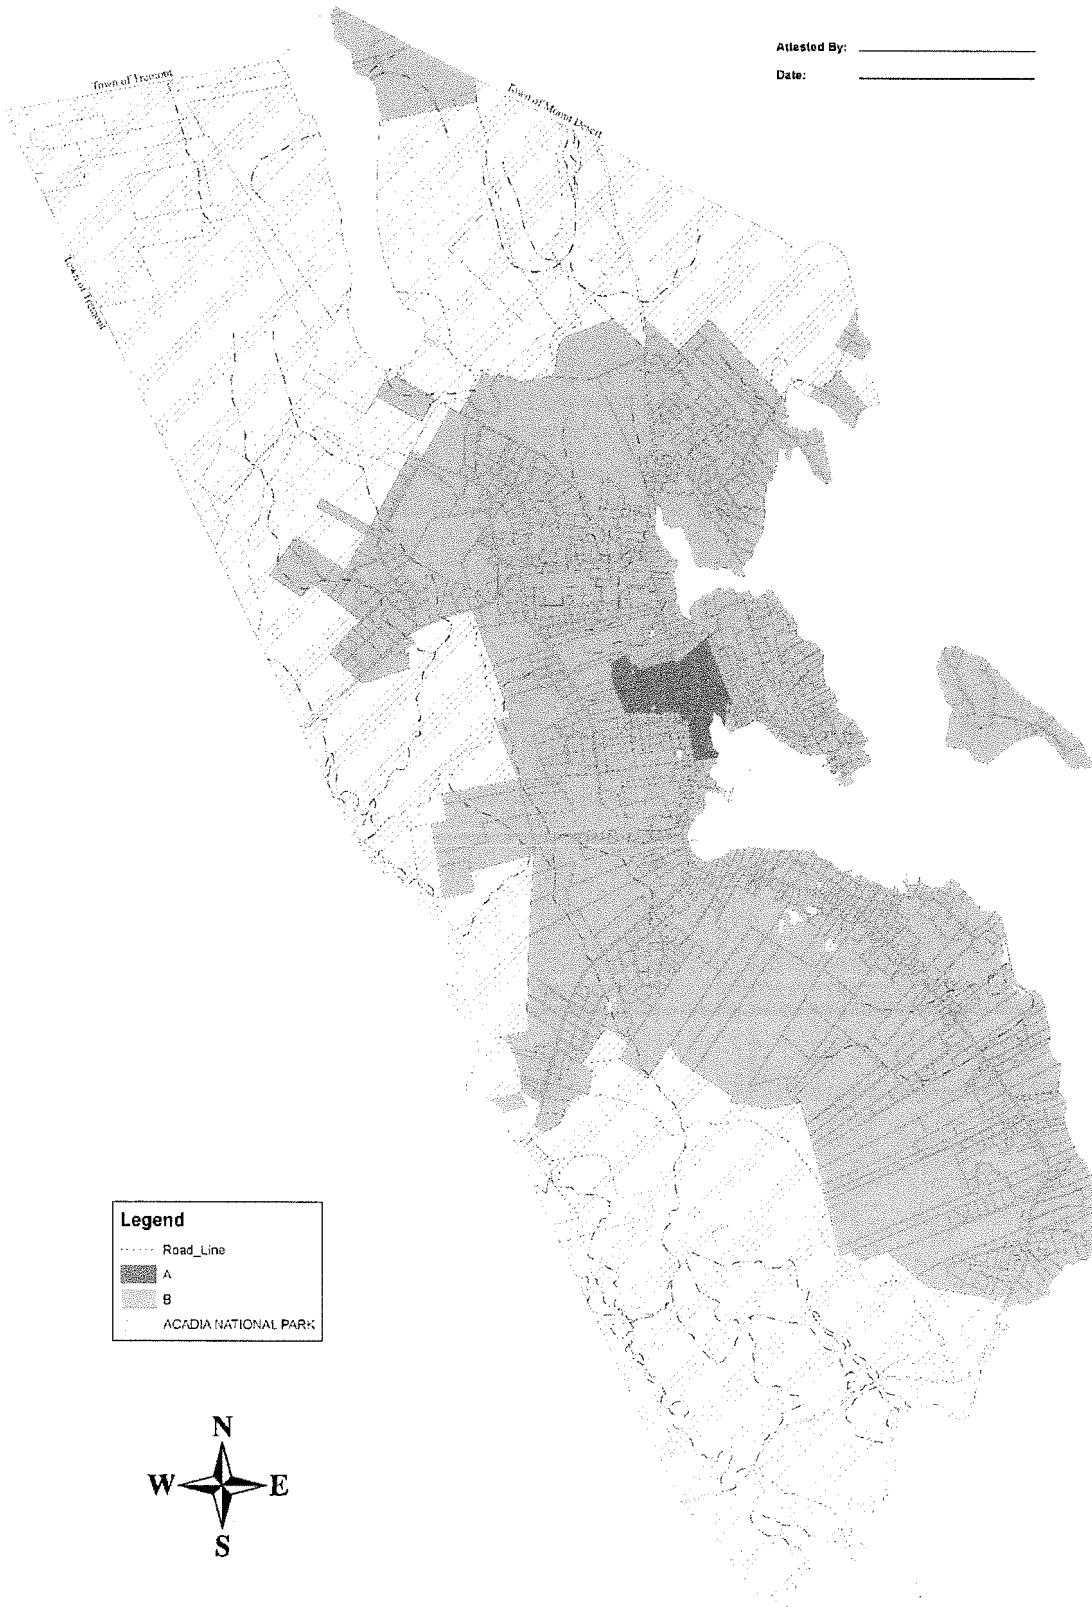 Attested By:
Date:
Town of Tremont
Town of Mount Desert
Town of Tremont
Legend
Road_Line
A
B
ACADIA NATIONAL PARK
N
W E
S